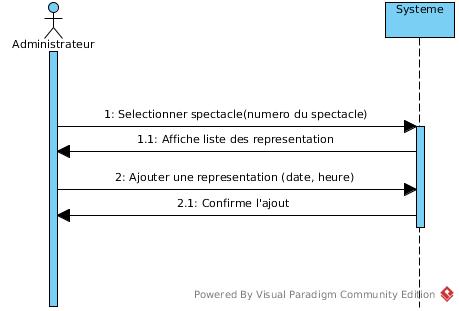 Systeme
Administrateur
1: Selectionner spectacle(numero du spectacle)
1.1: Affiche liste des representation
2: Ajouter une representation (date, heure)
2.1: Confirme l'ajout
Powered By Visual Paradigm Community Edition